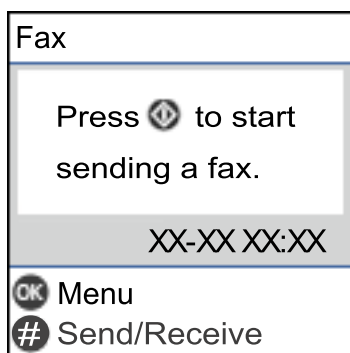 Fax
Press to start
sending a fax.
XX-XX XX:XX
OK Menu
# Send/Receive